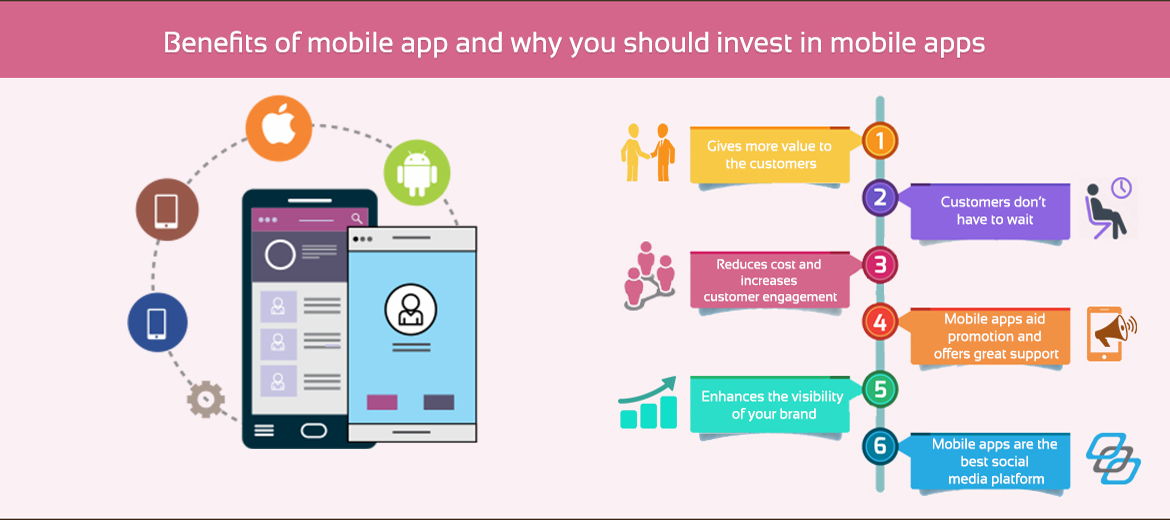 Benefits of mobile app and why you should invest in mobile apps
Gives more value to
the customers
1
2
Customers don't
have to wait
Reduces cost and
increases
customer engagement
3
4
Mobile apps aid
promotion and
offers great support
Enhances the visibility
of your brand
5
6
Mobile apps are the
best social
media platform